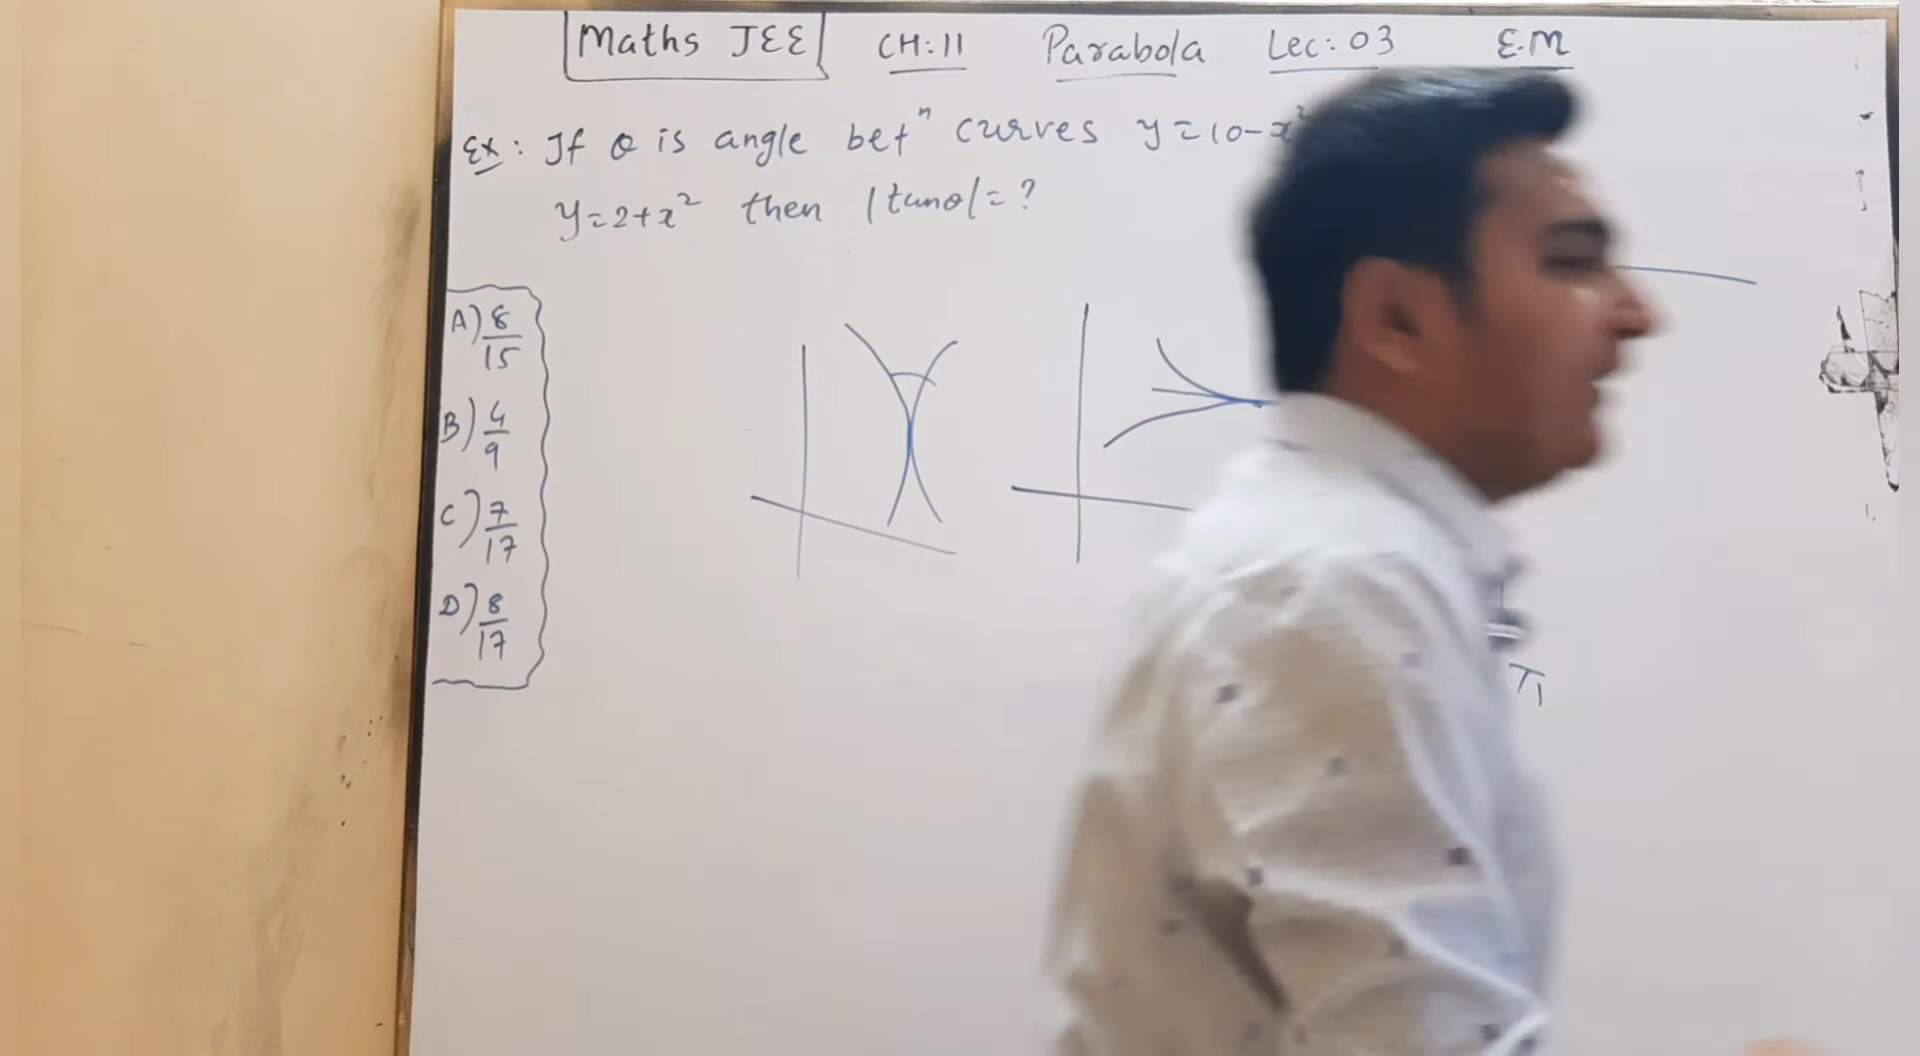 Maths JEE CH:11 Parabola Lec: 03 E.M
Ex: If θ is angle betⁿ curves y=10-x²
y=2+x² then |tanθ|=?
A) 8/15
B) 4/9
C) 7/17
D) 8/17
T₁